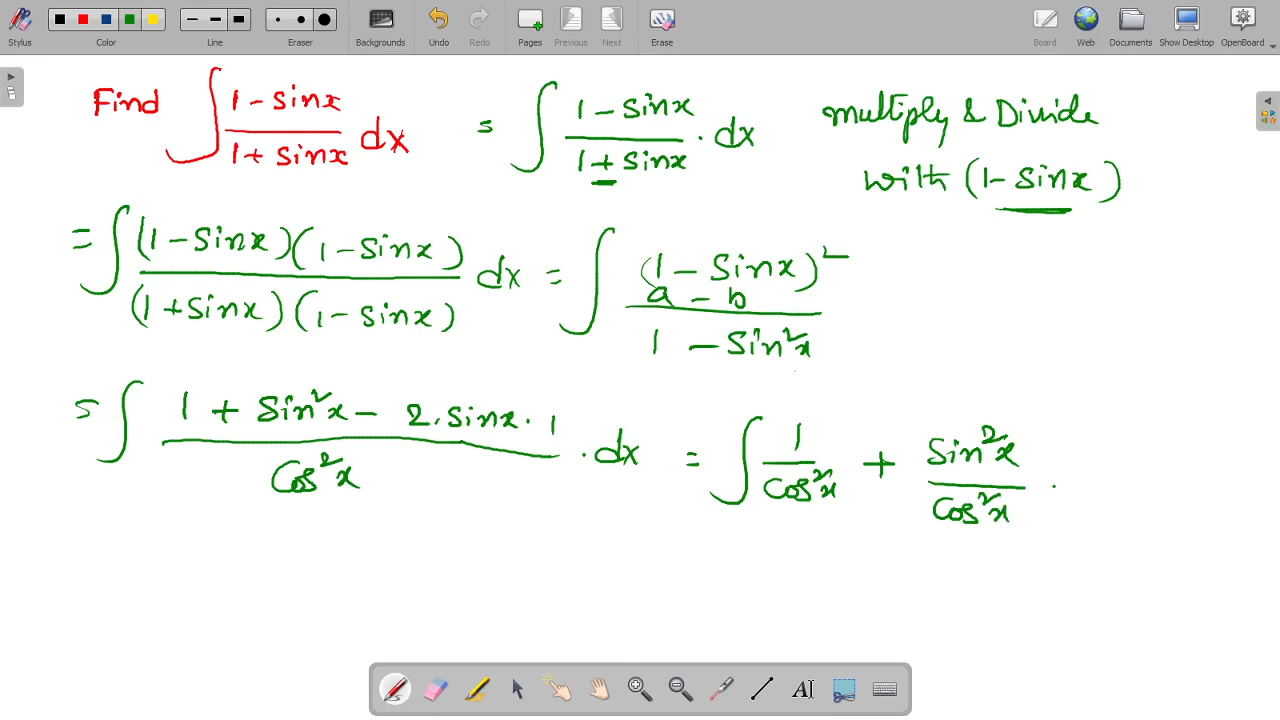 Stylus Color Line Eraser Backgrounds Undo Redo Pages Previous Next Erase Board Web Documents Show Desktop OpenBoard
Find ∫ (1 - sinx)/(1 + sinx) dx = ∫ (1 - sinx)/(1 + sinx) · dx multiply & Divide
with (1 - sinx)
= ∫ (1 - sinx)(1 - sinx)/(1 + sinx)(1 - sinx) dx = ∫ (1 - sinx)²/(1 - sin²x)
a - b
= ∫ (1 + sin²x - 2 · sinx · 1)/cos²x · dx = ∫ 1/cos²x + sin²x/cos²x